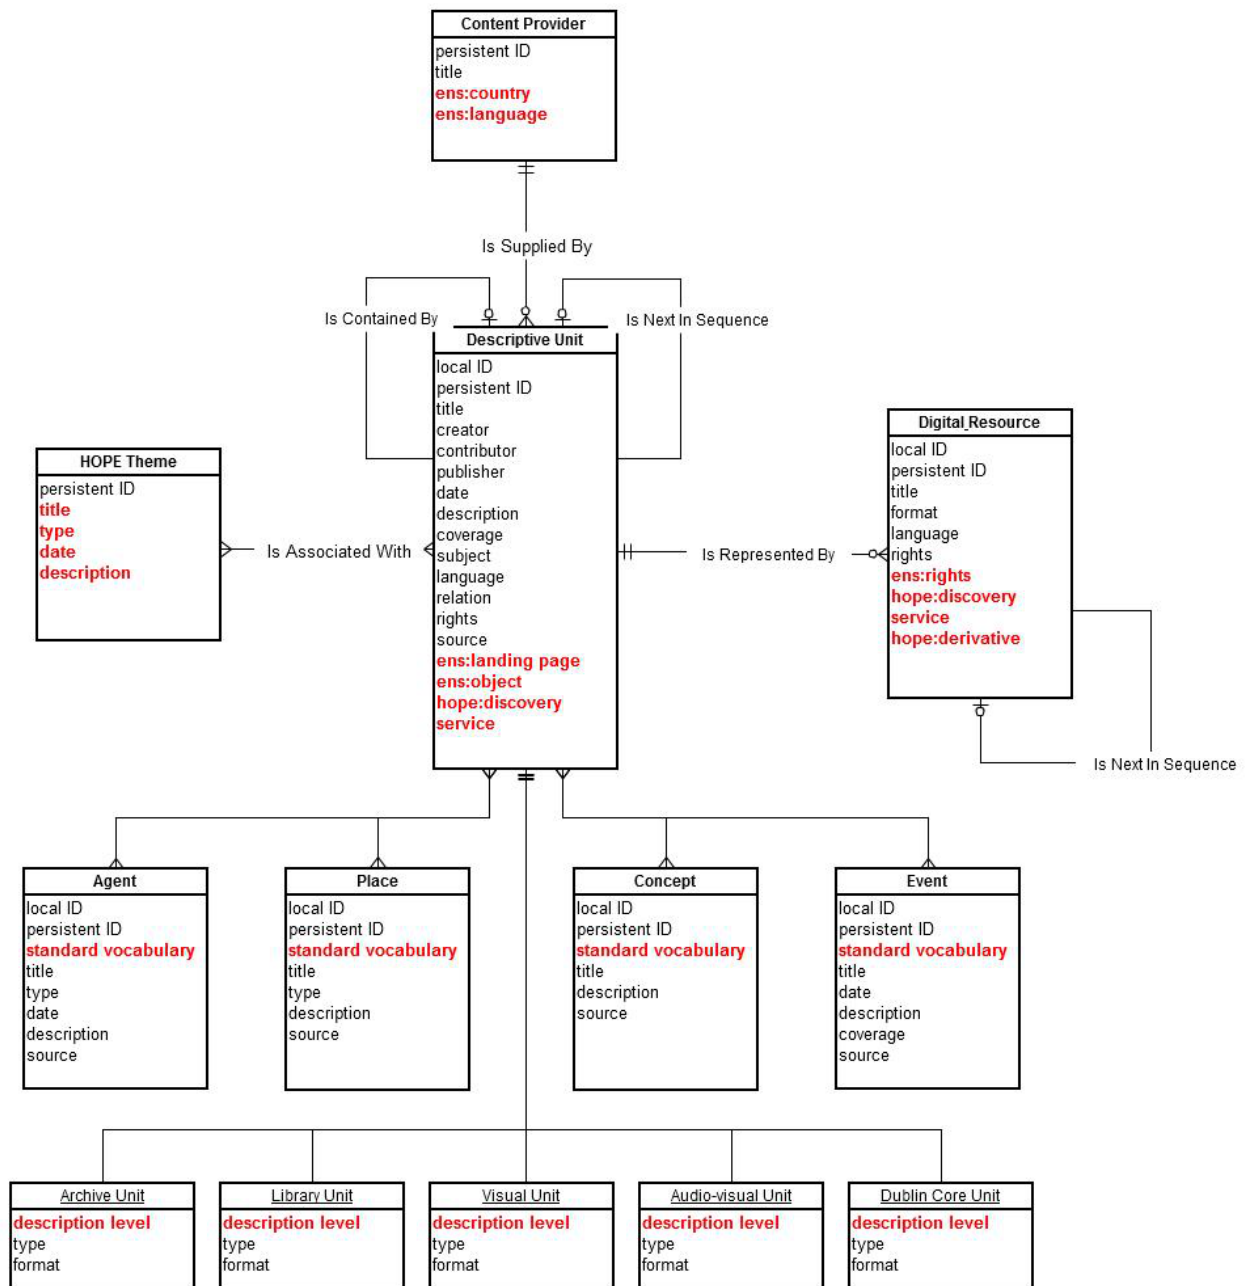 Content Provider
persistent ID
title
ens:country
ens:language
Is Supplied By
Is Contained By
Is Next In Sequence
Descriptive Unit
local ID
persistent ID
title
creator
contributor
publisher
date
description
coverage
subject
language
relation
rights
source
ens:landing page
ens:object
hope:discovery
service
HOPE Theme
persistent ID
title
type
date
description
Is Associated With
Is Represented By
Digital_Resource
local ID
persistent ID
title
format
language
rights
ens:rights
hope:discovery
service
hope:derivative
Is Next In Sequence
Agent
local ID
persistent ID
standard vocabulary
title
type
date
description
source
Place
local ID
persistent ID
standard vocabulary
title
type
description
source
Concept
local ID
persistent ID
standard vocabulary
title
description
source
Event
local ID
persistent ID
standard vocabulary
title
date
description
coverage
source
Archive Unit
description level
type
format
Library Unit
description level
type
format
Visual Unit
description level
type
format
Audio-visual Unit
description level
type
format
Dublin Core Unit
description level
type
format